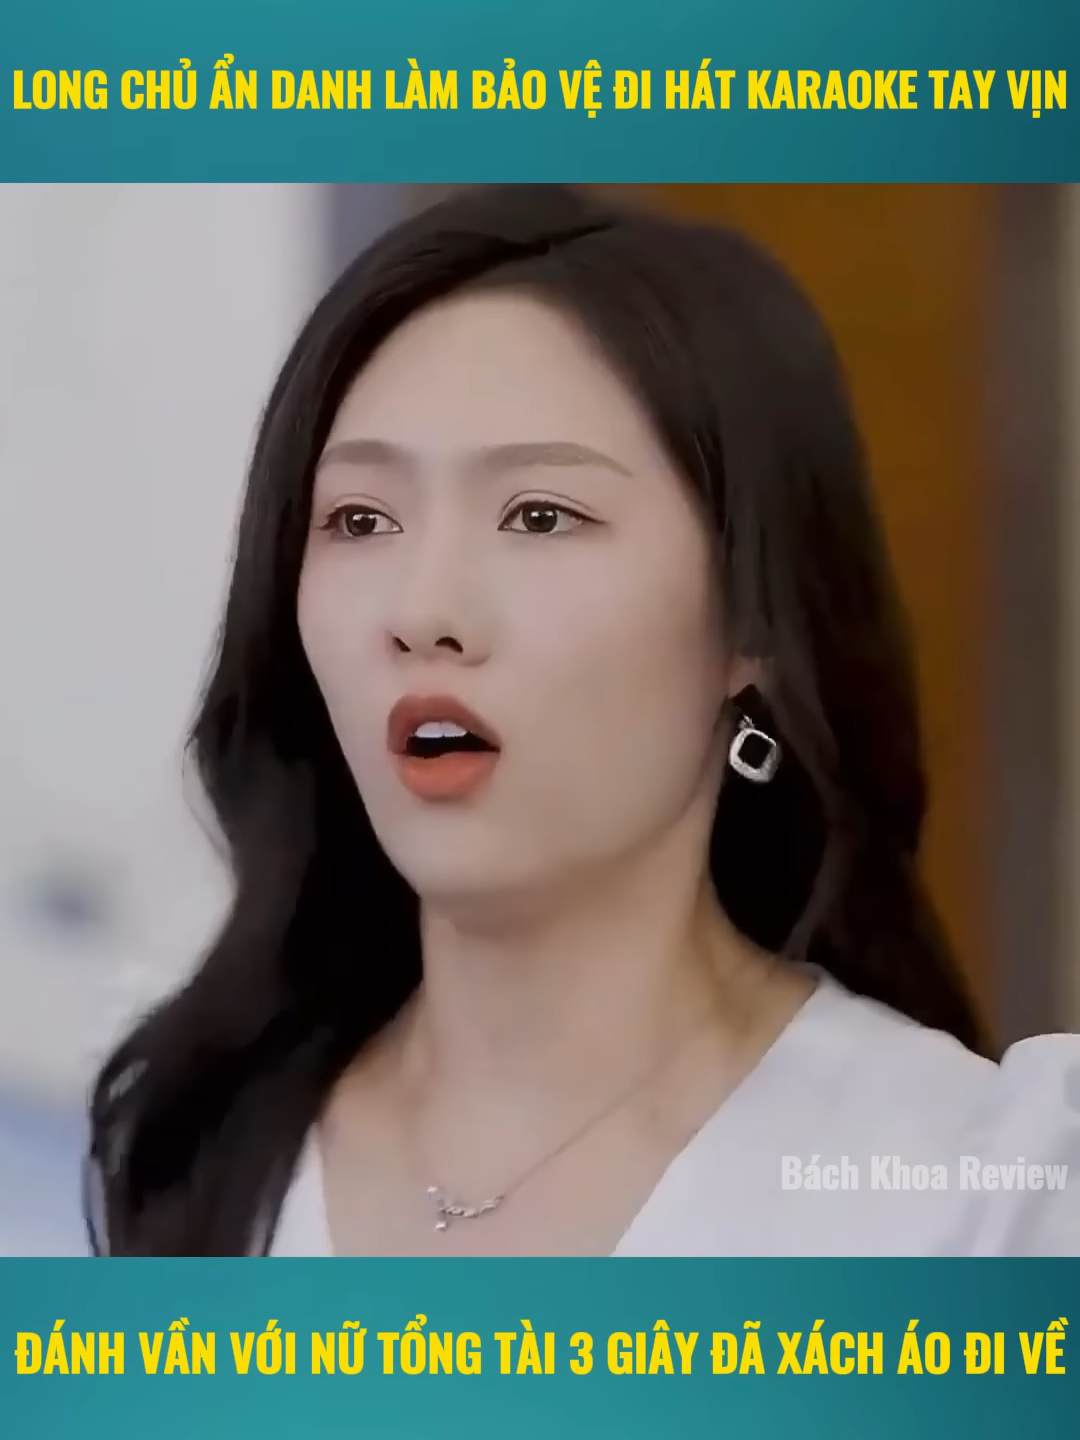 LONG CHỦ ẨN DANH LÀM BẢO VỆ ĐI HÁT KARAOKE TAY VỊN
Bách Khoa Review
ĐÁNH VẦN VỚI NỮ TỔNG TÀI 3 GIÂY ĐÃ XÁCH ÁO ĐI VỀ